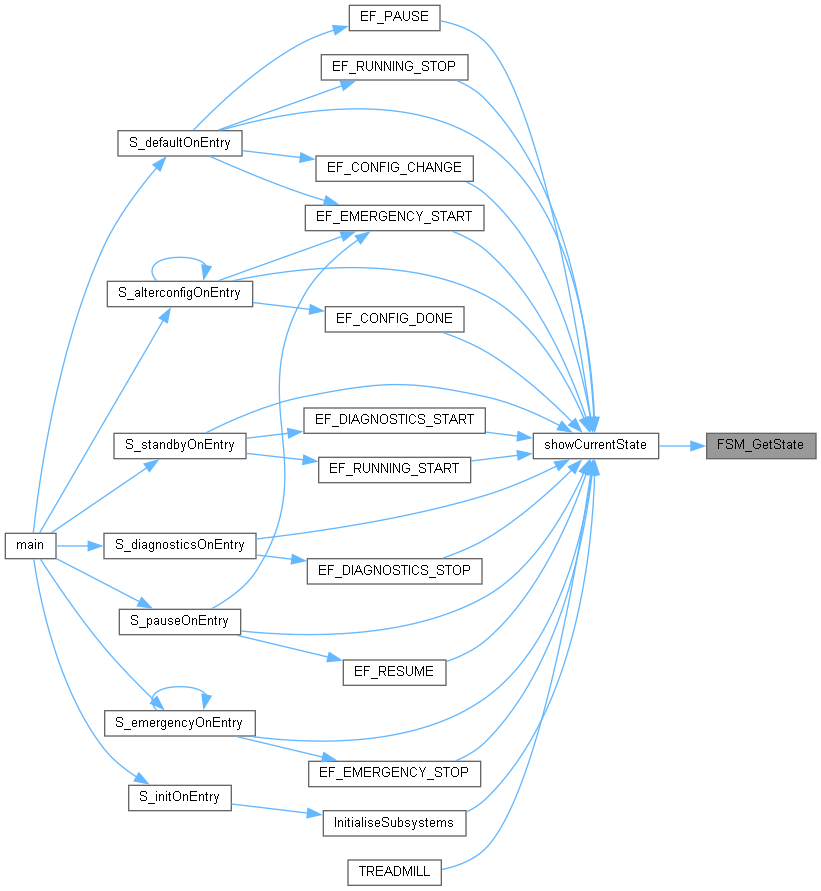 EF_PAUSE
EF_RUNNING_STOP
S_defaultOnEntry
EF_CONFIG_CHANGE
EF_EMERGENCY_START
S_alterconfigOnEntry
EF_CONFIG_DONE
EF_DIAGNOSTICS_START
S_standbyOnEntry
showCurrentState
FSM_GetState
EF_RUNNING_START
main
S_diagnosticsOnEntry
EF_DIAGNOSTICS_STOP
S_pauseOnEntry
EF_RESUME
S_emergencyOnEntry
EF_EMERGENCY_STOP
S_initOnEntry
InitialiseSubsystems
TREADMILL